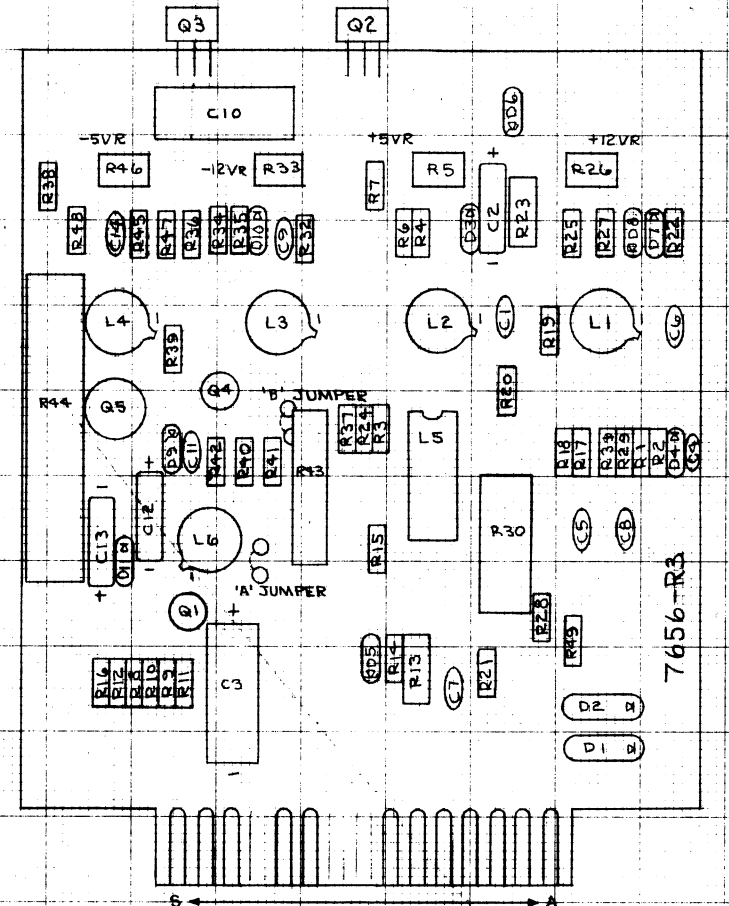 Q3 Q2
C10
D6
-5VR +5VR +12VR
R46 -12VR R33 R5 R26
R38 R7 + C2 - R23
R48 C14 R45 R47 R36 R34 R35 D10 C9 R32 R6 R4 D3 R25 R27 D8 D7 R22
L4 L3 L2 C1 R19 L1 C6
R39
R44 Q5 Q4 'B' JUMPER R20
R37 R24 R3 L5
D9 C11 R42 R40 R41 R43 R18 R17 R29 R1 R2 D4 C4
- C13 + + C12 - L6 R15 R30 C5 C8
'A' JUMPER
Q1 R28 R49 7656-R3
R16 R12 R8 R10 R9 R11 + C3 - D5 R14 R13 C7 R21
D2
D1
S A